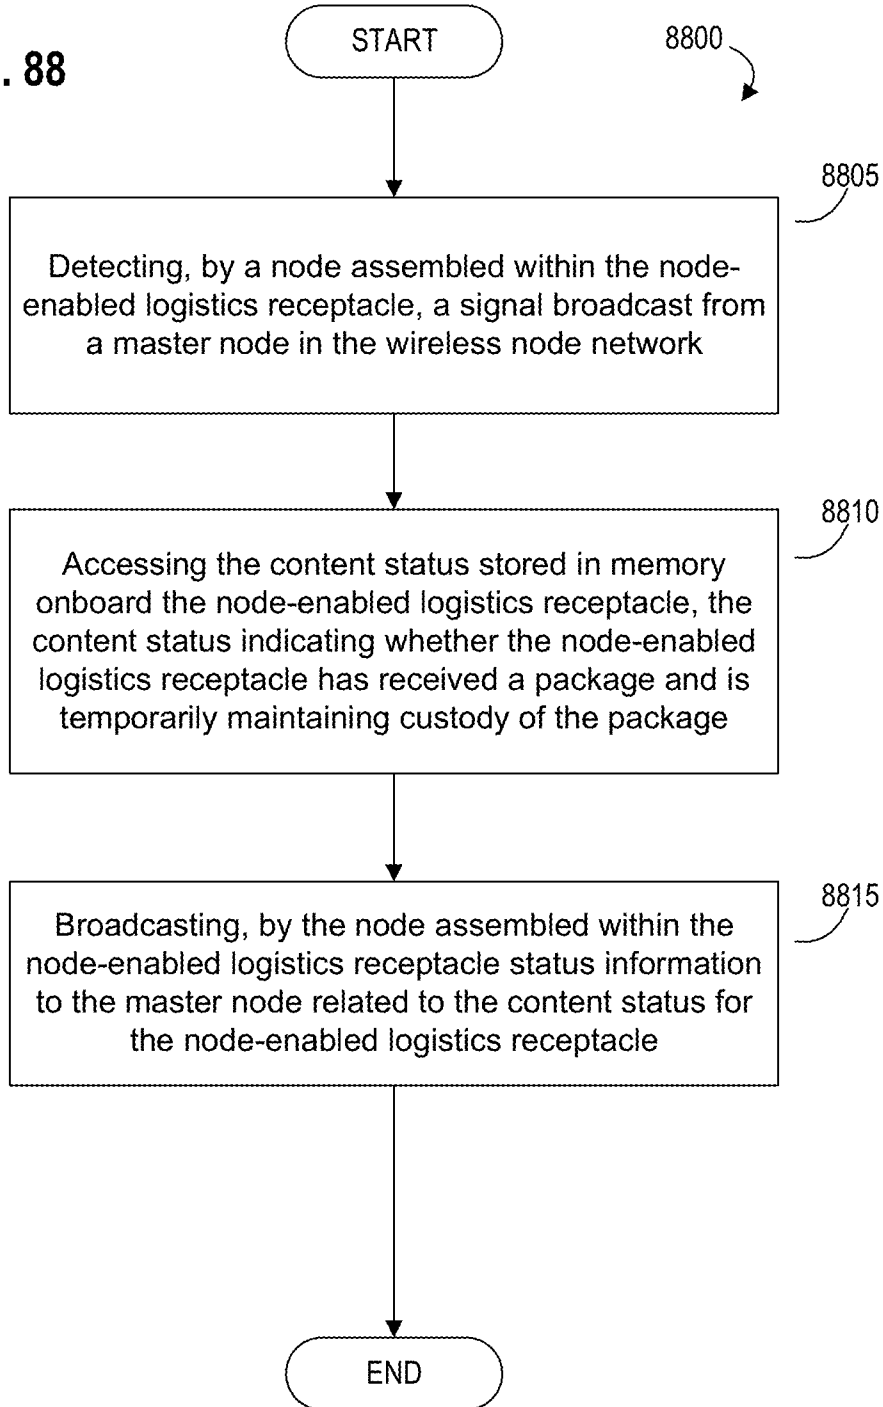 . 88
START
8800
8805
Detecting, by a node assembled within the node-
enabled logistics receptacle, a signal broadcast from
a master node in the wireless node network
8810
Accessing the content status stored in memory
onboard the node-enabled logistics receptacle, the
content status indicating whether the node-enabled
logistics receptacle has received a package and is
temporarily maintaining custody of the package
8815
Broadcasting, by the node assembled within the
node-enabled logistics receptacle status information
to the master node related to the content status for
the node-enabled logistics receptacle
END